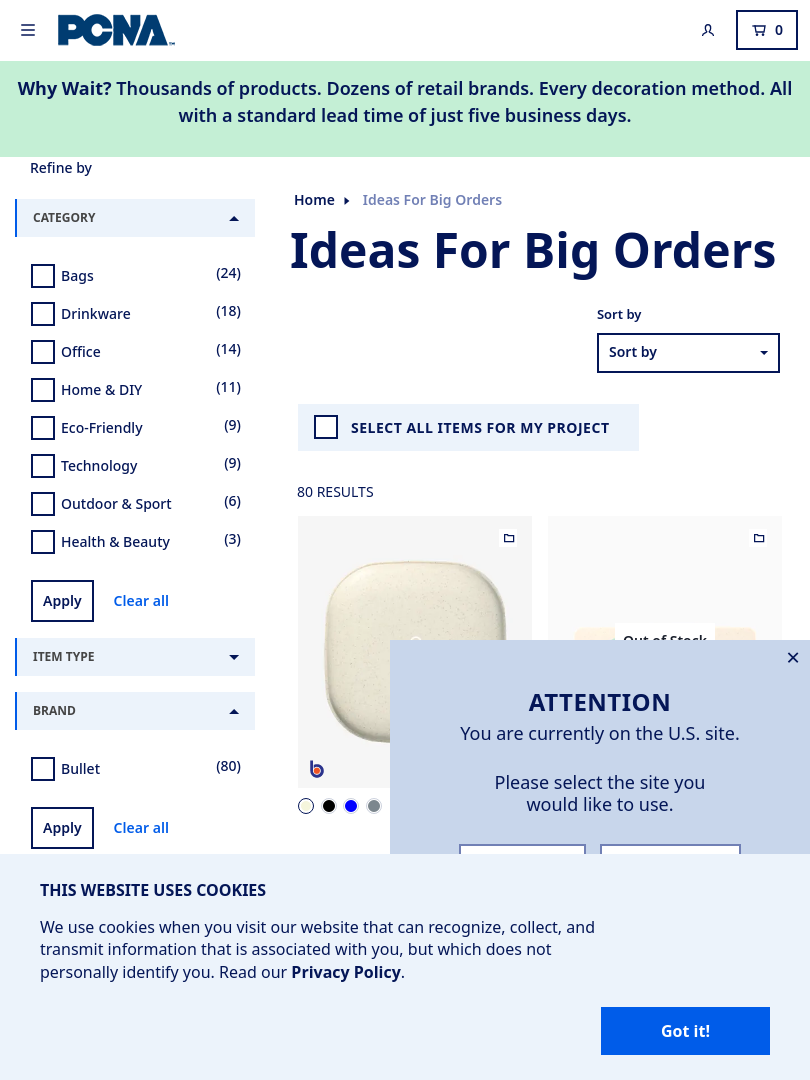 PCNA
0
Why Wait? Thousands of products. Dozens of retail brands. Every decoration method. All
with a standard lead time of just five business days.
Refine by
Home
Ideas For Big Orders
CATEGORY
Ideas For Big Orders
Bags (24)
Drinkware (18)
Office (14)
Home & DIY (11)
Eco-Friendly (9)
Technology (9)
Outdoor & Sport (6)
Health & Beauty (3)
Apply
Clear all
Sort by
Sort by
SELECT ALL ITEMS FOR MY PROJECT
80 RESULTS
Out of Stock
ITEM TYPE
BRAND
Bullet (80)
Apply
Clear all
ATTENTION
You are currently on the U.S. site.
Please select the site you
would like to use.
THIS WEBSITE USES COOKIES
We use cookies when you visit our website that can recognize, collect, and
transmit information that is associated with you, but which does not
personally identify you. Read our Privacy Policy.
Got it!